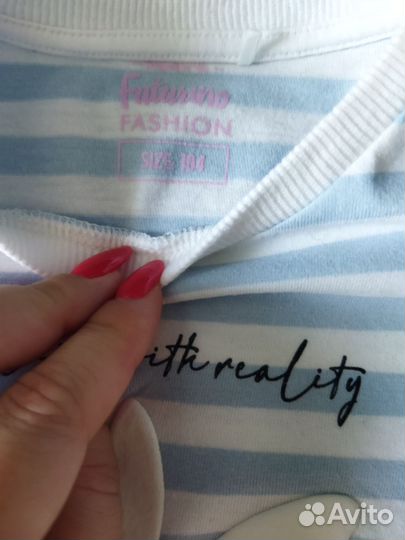 Futurino
FASHION
SIZE: 104
with reality
Avito